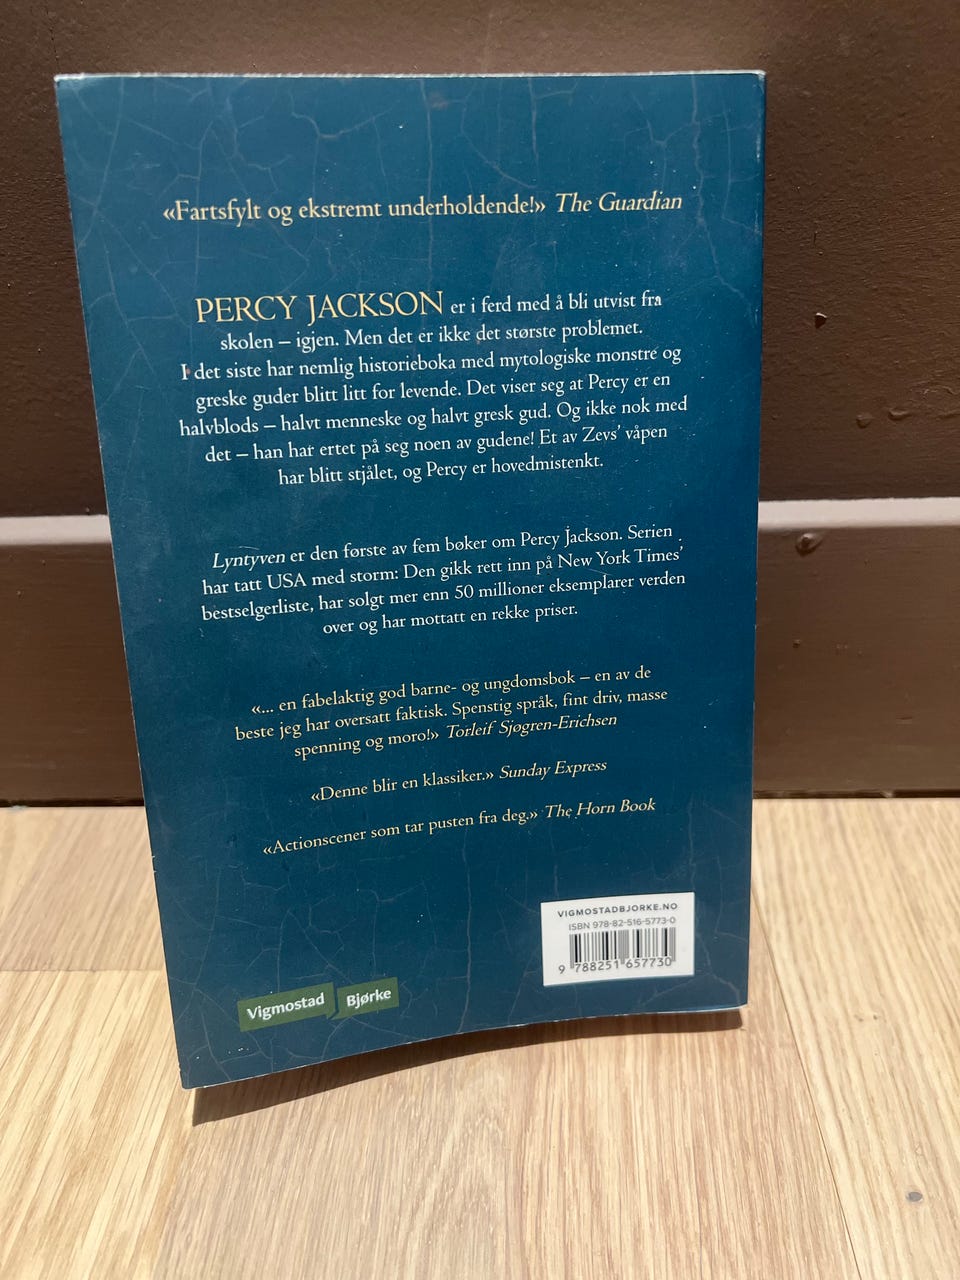 «Fartsfylt og ekstremt underholdende!» The Guardian
PERCY JACKSON er i ferd med å bli utvist fra
skolen – igjen. Men det er ikke det største problemet.
I det siste har nemlig historieboka med mytologiske monstre og
greske guder blitt litt for levende. Det viser seg at Percy er en
halvblods – halvt menneske og halvt gresk gud. Og ikke nok med
det – han har ertet på seg noen av gudene! Et av Zevs’ våpen
har blitt stjålet, og Percy er hovedmistenkt.
Lyntyven er den første av fem bøker om Percy Jackson. Serien
har tatt USA med storm: Den gikk rett inn på New York Times’
bestselgerliste, har solgt mer enn 50 millioner eksemplarer verden
over og har mottatt en rekke priser.
«... en fabelaktig god barne- og ungdomsbok – en av de
beste jeg har oversatt faktisk. Spenstig språk, fint driv, masse
spenning og moro!» Torleif Sjøgren-Erichsen
«Denne blir en klassiker.» Sunday Express
«Actionscener som tar pusten fra deg.» The Horn Book
VIGMOSTADBJORKE.NO
ISBN 978-82-516-5773-0
9 788251 657730
Vigmostad Bjørke